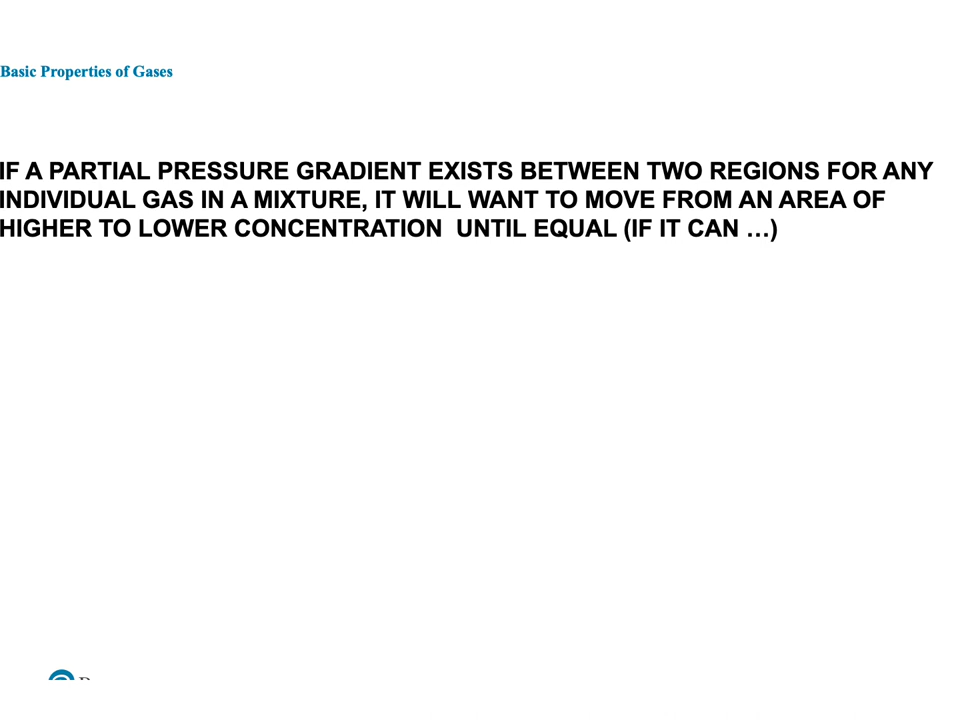 Basic Properties of Gases
IF A PARTIAL PRESSURE GRADIENT EXISTS BETWEEN TWO REGIONS FOR ANY
INDIVIDUAL GAS IN A MIXTURE, IT WILL WANT TO MOVE FROM AN AREA OF
HIGHER TO LOWER CONCENTRATION  UNTIL EQUAL (IF IT CAN …)